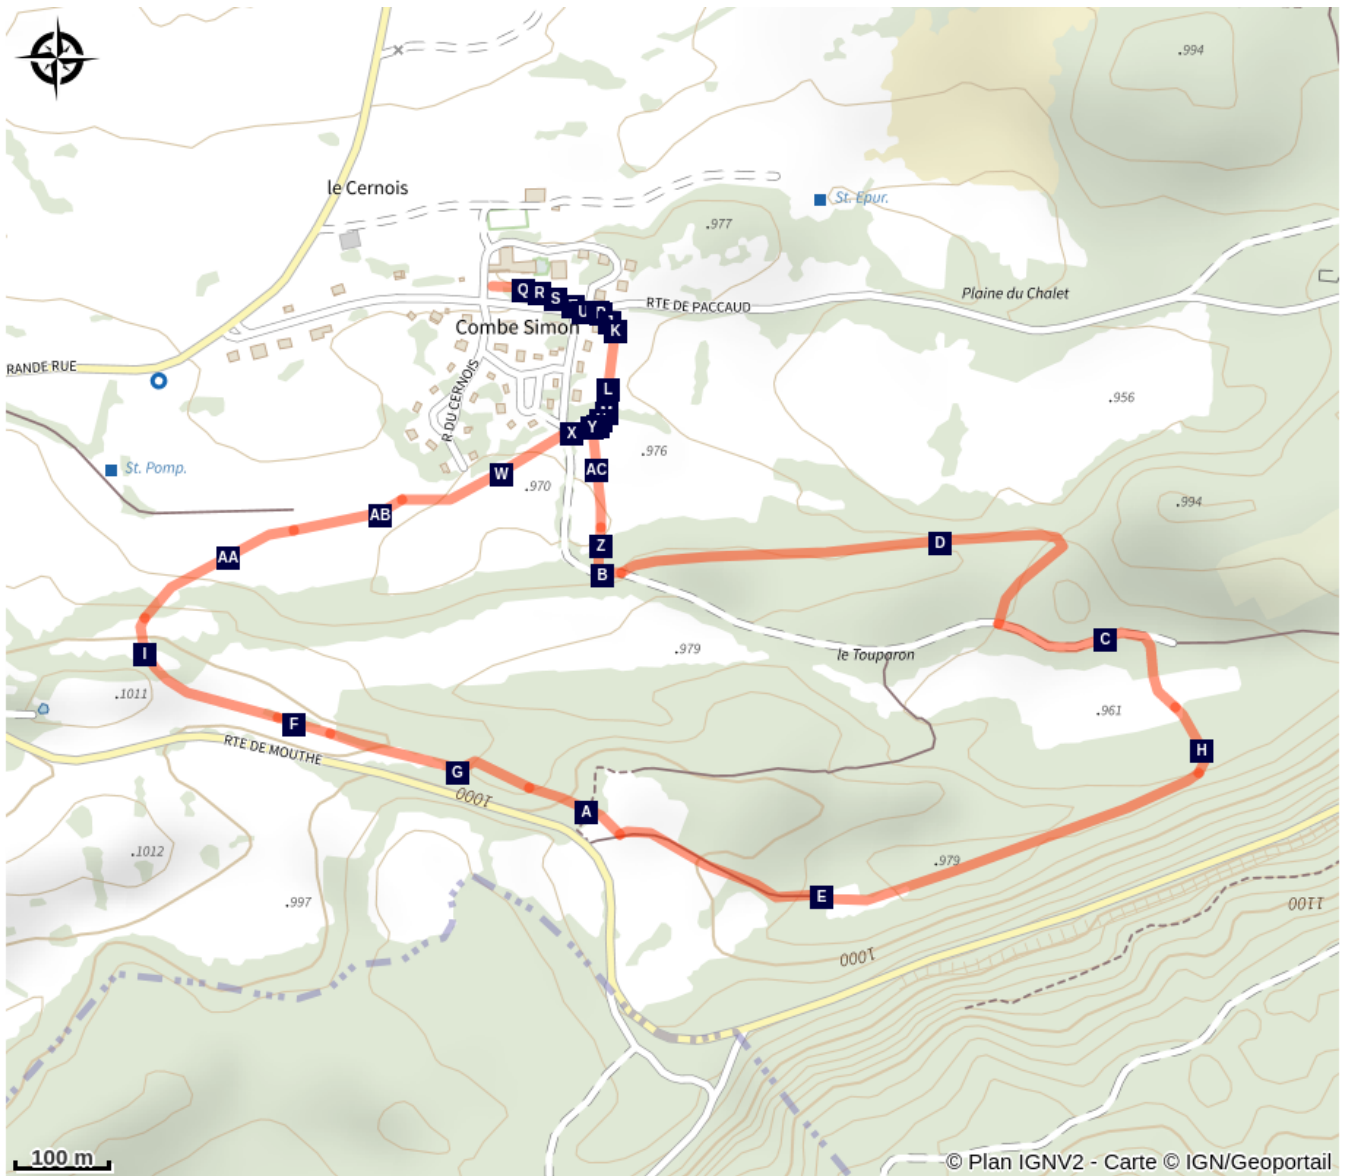 .994
le Cernois
St. Epur.
.977
Q
R
S
U
K
RTE DE PACCAUD
Plaine du Chalet
Combe Simon
RANDE RUE
R DU CERNOIS
L
.956
X
Y
.976
St. Pomp.
W
AC
.970
.994
AB
Z
D
AA
B
C
I
.979
le Touparon
.1011
.961
F
RTE DE MOUTHE
H
G
1000
A
.1012
.979
E
.997
1100
1000
100 m
© Plan IGNV2 - Carte © IGN/Geoportail